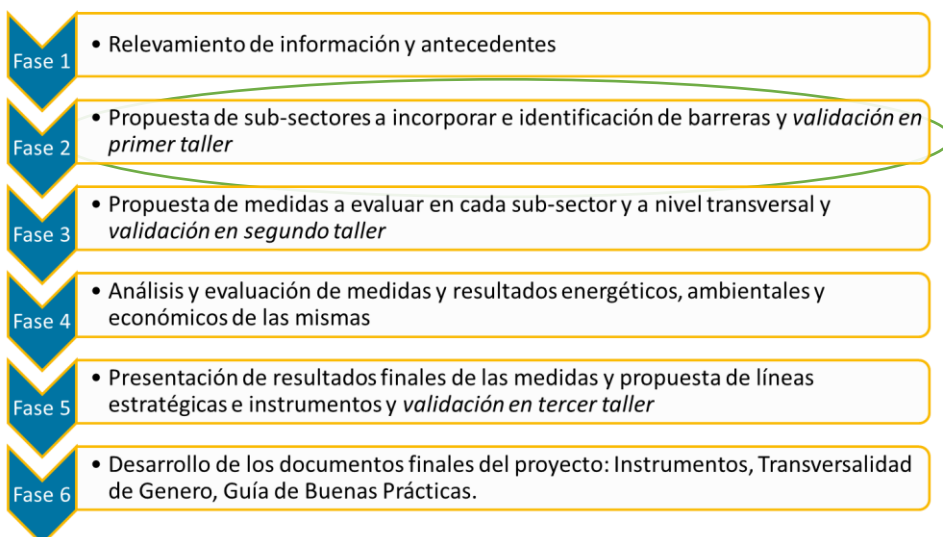 Fase 1
• Relevamiento de información y antecedentes
Fase 2
• Propuesta de sub-sectores a incorporar e identificación de barreras y validación en
primer taller
Fase 3
• Propuesta de medidas a evaluar en cada sub-sector y a nivel transversal y
validación en segundo taller
Fase 4
• Análisis y evaluación de medidas y resultados energéticos, ambientales y
económicos de las mismas
Fase 5
• Presentación de resultados finales de las medidas y propuesta de líneas
estratégicas e instrumentos y validación en tercer taller
Fase 6
• Desarrollo de los documentos finales del proyecto: Instrumentos, Transversalidad
de Genero, Guía de Buenas Prácticas.